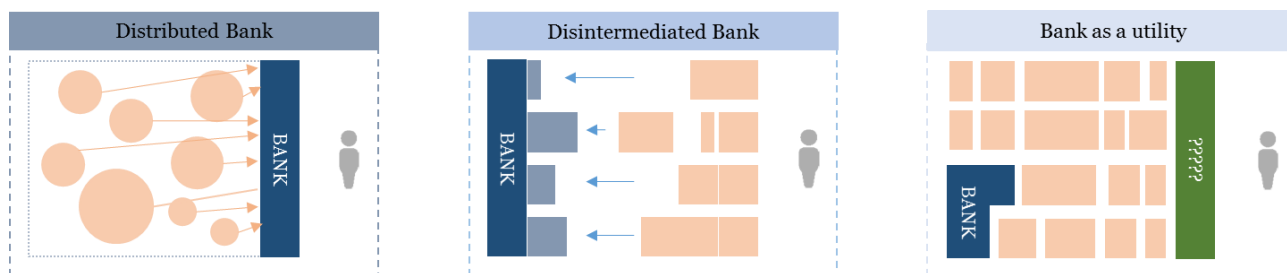 Distributed Bank
Disintermediated Bank
Bank as a utility
BANK
BANK
BANK
?????